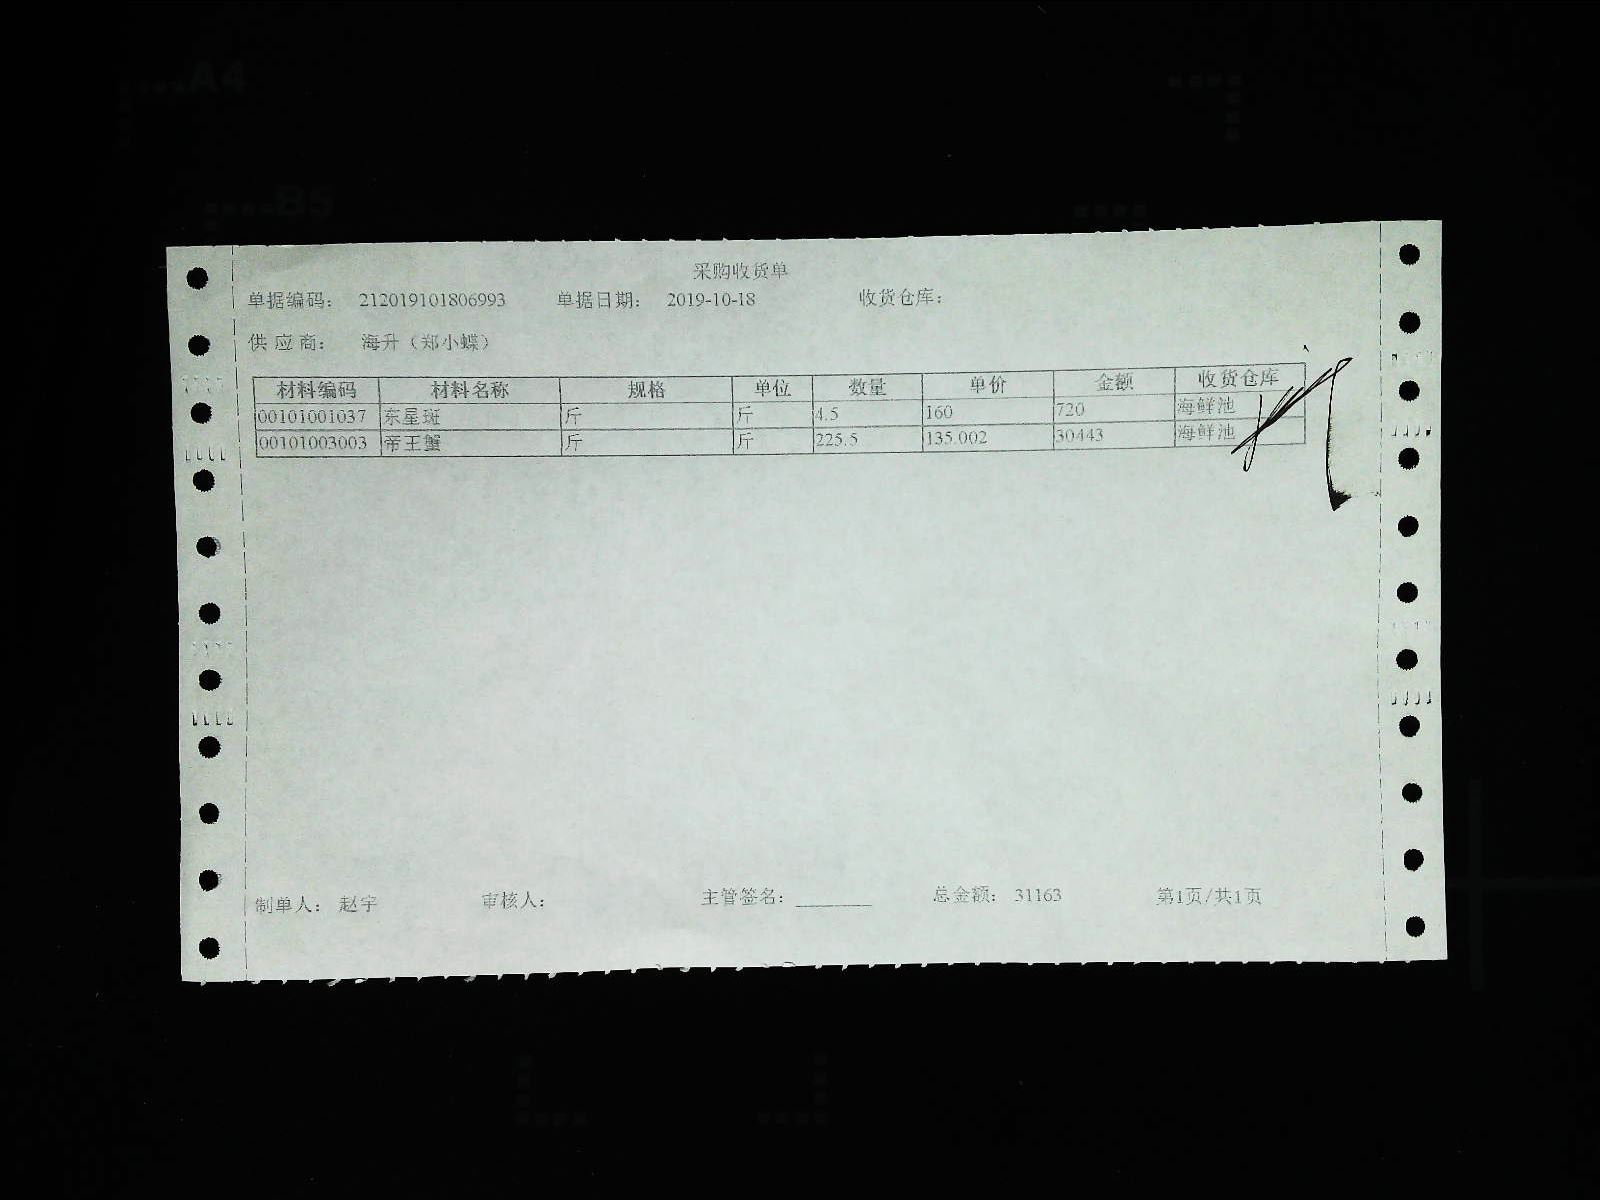 A4
B5
采购收货单
单据编码： 212019101806993 单据日期： 2019-10-18 收货仓库：
供应商： 海升（郑小蝶）
材料编码 材料名称 规格 单位 数量 单价 金额 收货仓库
00101001037 东星斑 斤 斤 4.5 160 720 海鲜池
00101003003 帝王蟹 斤 斤 225.5 135.002 30443 海鲜池
制单人： 赵宇 审核人： 主管签名：________ 总金额： 31163 第1页/共1页